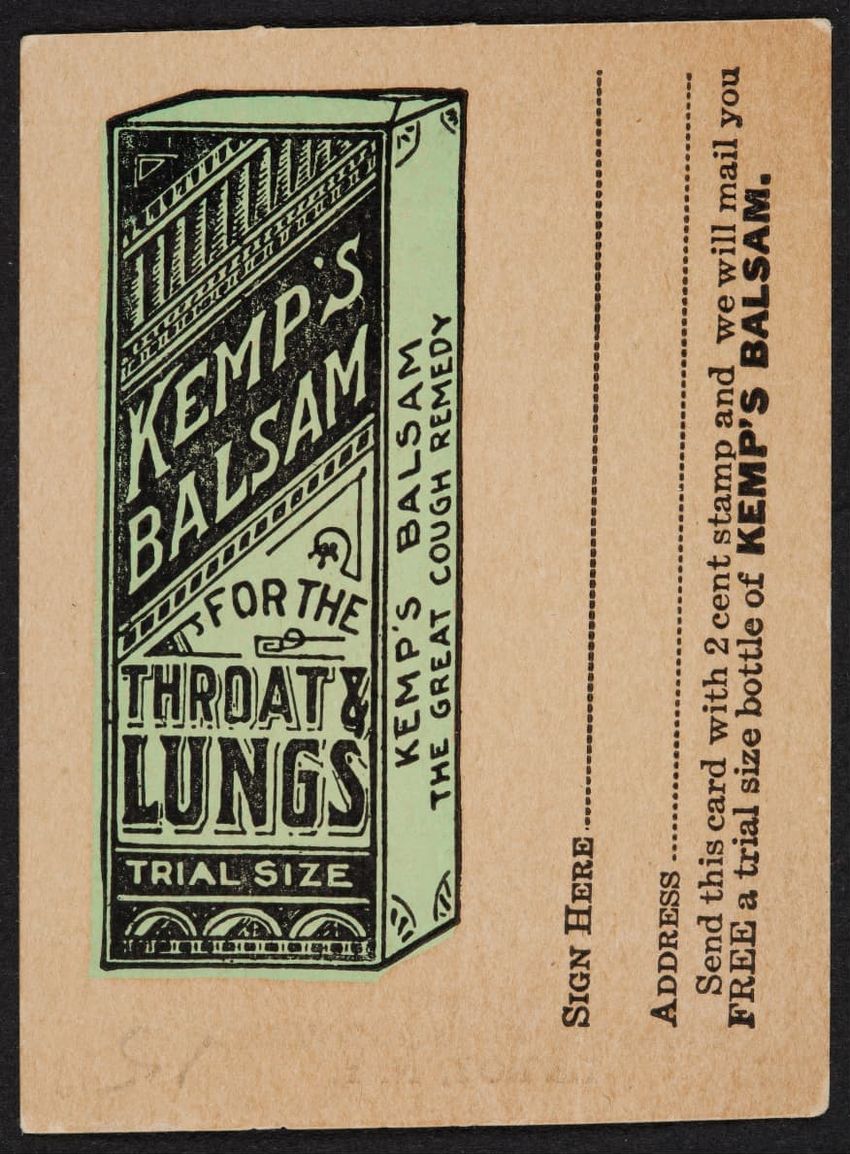 KEMP'S
BALSAM
FOR THE
THROAT &
LUNGS
TRIAL SIZE
KEMP'S BALSAM
THE GREAT COUGH REMEDY
SIGN HERE
ADDRESS
Send this card with 2 cent stamp and we will mail you
FREE a trial size bottle of KEMP'S BALSAM.